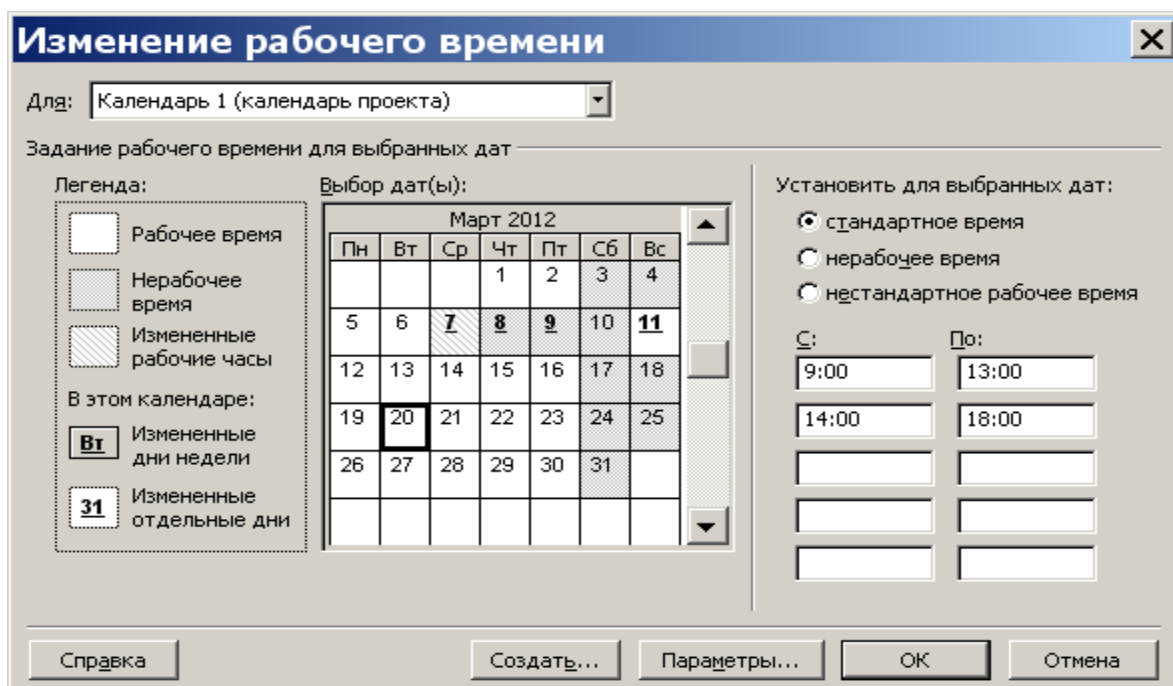 Изменение рабочего времени
Для: Календарь 1 (календарь проекта)
Задание рабочего времени для выбранных дат
Легенда:
Рабочее время
Нерабочее
время
Измененные
рабочие часы
В этом календаре:
Вт Измененные
дни недели
31 Измененные
отдельные дни
Выбор дат(ы):
Март 2012
Пн Вт Ср Чт Пт Сб Вс
1 2 3 4
5 6 7 8 9 10 11
12 13 14 15 16 17 18
19 20 21 22 23 24 25
26 27 28 29 30 31
Установить для выбранных дат:
стандартное время
нерабочее время
нестандартное рабочее время
С: По:
9:00 13:00
14:00 18:00
Справка Создать... Параметры... ОК Отмена